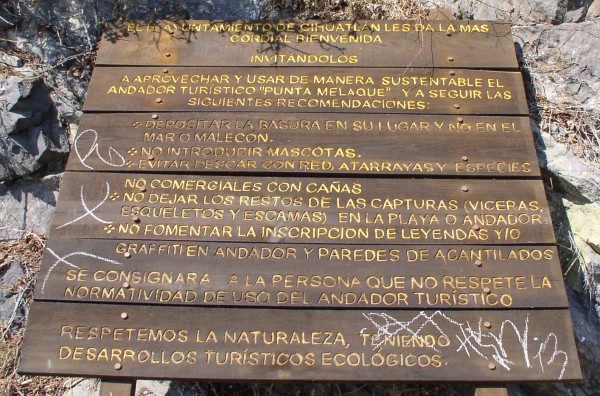 EL H. AYUNTAMIENTO DE CIHUATLAN LES DA LA MAS
CORDIAL BIENVENIDA
INVITANDOLOS
A APROVECHAR Y USAR DE MANERA SUSTENTABLE EL
ANDADOR TURÍSTICO "PUNTA MELAQUE" Y A SEGUIR LAS
SIGUIENTES RECOMENDACIONES:
DEPOSITAR LA BASURA EN SU LUGAR Y NO EN EL
MAR O MALECON.
NO INTRODUCIR MASCOTAS.
EVITAR PESCAR CON RED, ATARRAYAS Y ESPECIES
NO COMERCIALES CON CAÑAS
NO DEJAR LOS RESTOS DE LAS CAPTURAS (VICERAS,
ESQUELETOS Y ESCAMAS) EN LA PLAYA O ANDADOR.
NO FOMENTAR LA INSCRIPCION DE LEYENDAS Y/O
GRAFFITI EN ANDADOR Y PAREDES DE ACANTILADOS
SE CONSIGNARA A LA PERSONA QUE NO RESPETE LA
NORMATIVIDAD DE USO DEL ANDADOR TURÍSTICO
RESPETEMOS LA NATURALEZA, TENIENDO
DESARROLLOS TURÍSTICOS ECOLÓGICOS.